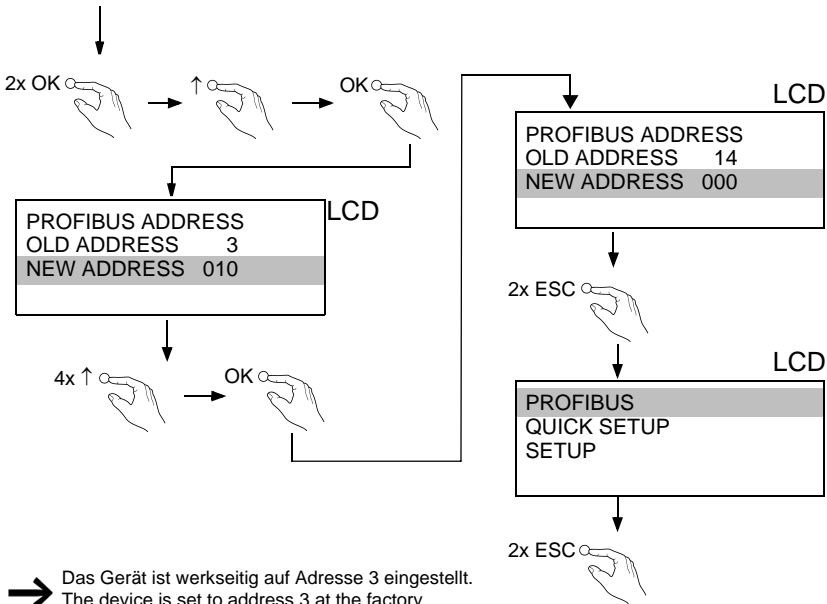 2x OK
↑
OK
LCD
PROFIBUS ADDRESS
OLD ADDRESS 3
NEW ADDRESS 010
4x ↑
OK
LCD
PROFIBUS ADDRESS
OLD ADDRESS 14
NEW ADDRESS 000
2x ESC
LCD
PROFIBUS
QUICK SETUP
SETUP
2x ESC
Das Gerät ist werkseitig auf Adresse 3 eingestellt.
The device is set to address 3 at the factory